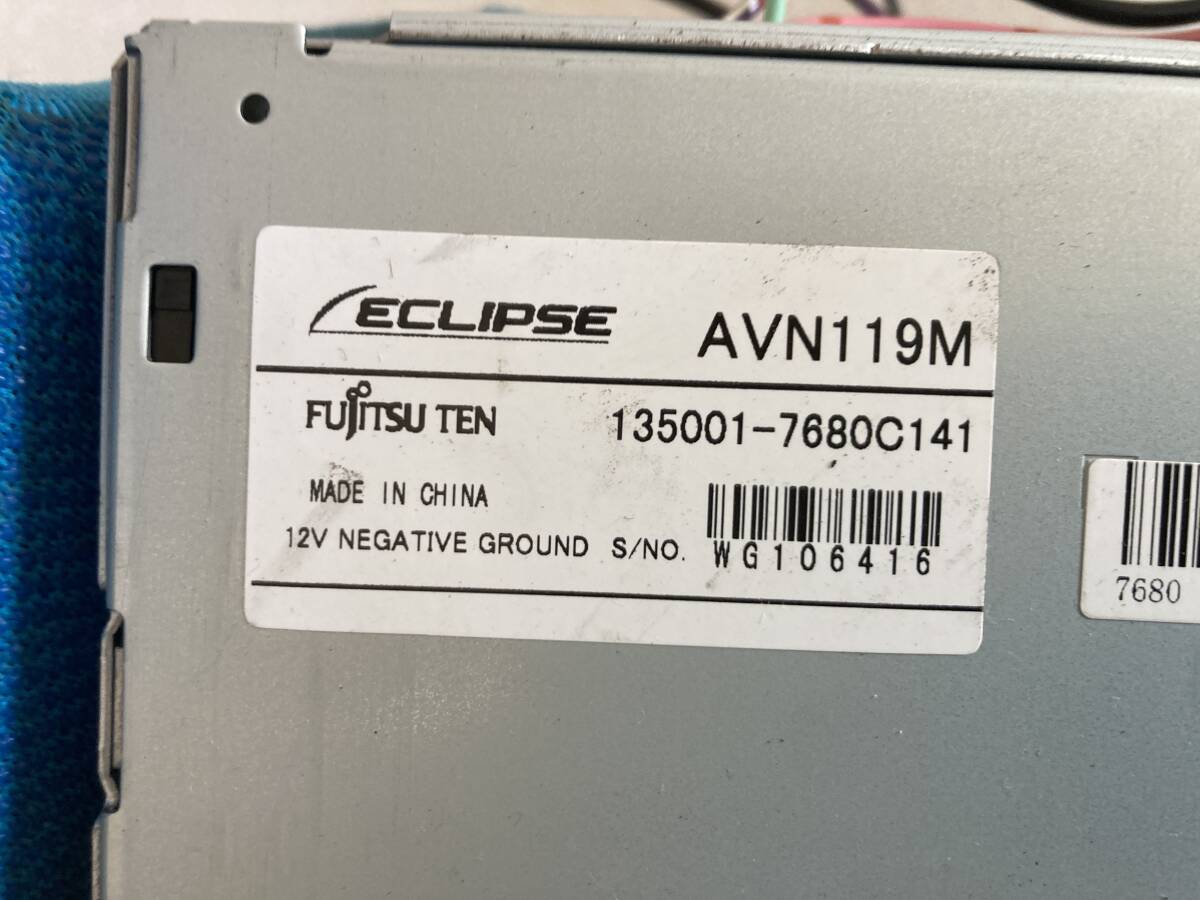 ECLIPSE AVN119M
FUJITSU TEN 135001-7680C141
MADE IN CHINA
12V NEGATIVE GROUND S/NO. WG106416
7680